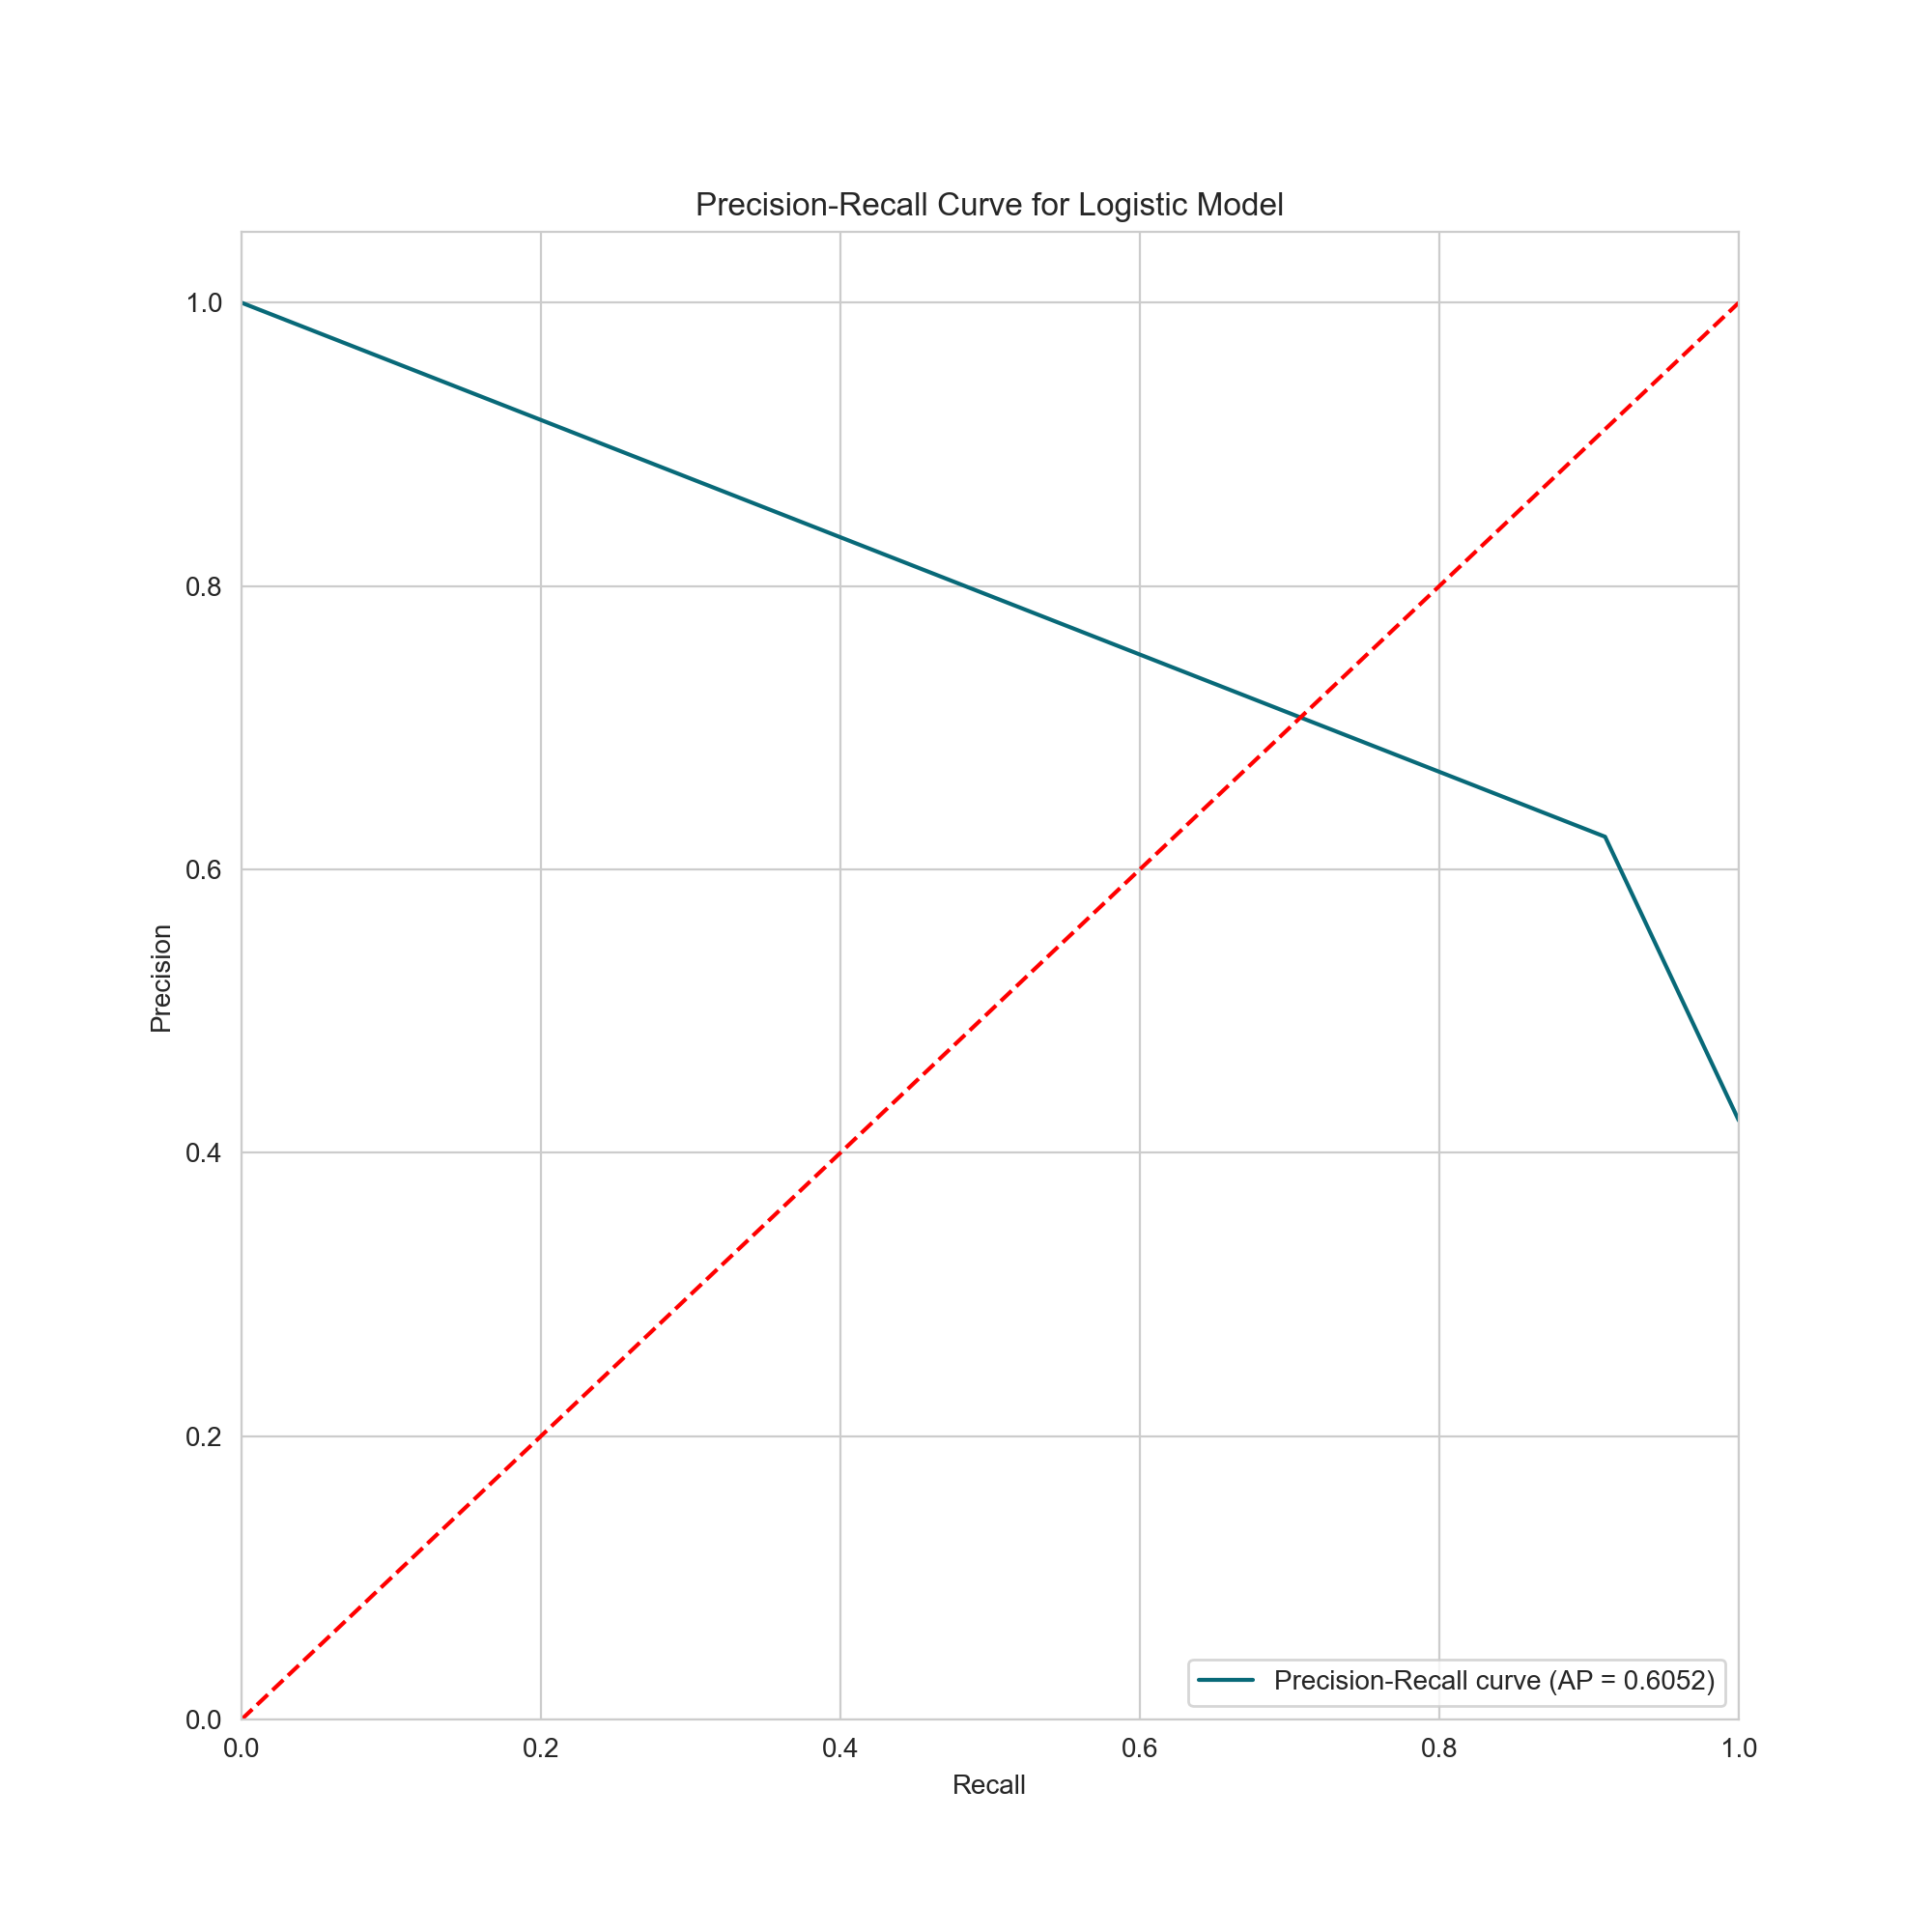 Precision-Recall Curve for Logistic Model
1.0
0.8
0.6
0.4
0.2
0.0
Precision
0.0 0.2 0.4 0.6 0.8 1.0
Recall
Precision-Recall curve (AP = 0.6052)